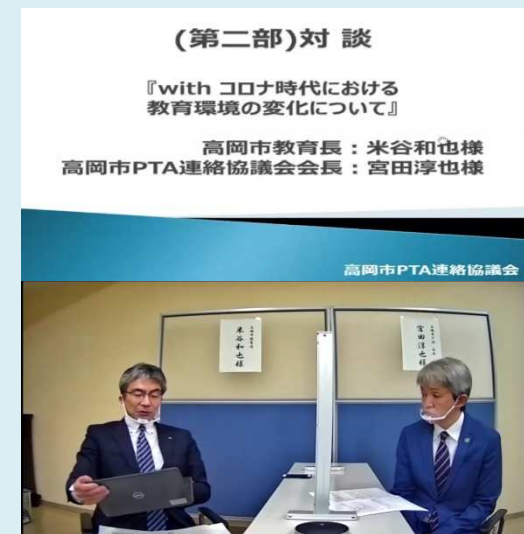 (第二部)対 談
『with コロナ時代における
教育環境の変化について』
高岡市教育長:米谷和也様
高岡市PTA連絡協議会会長:宮田淳也様
高岡市PTA連絡協議会
米谷和也様
宮田淳也様
DELL